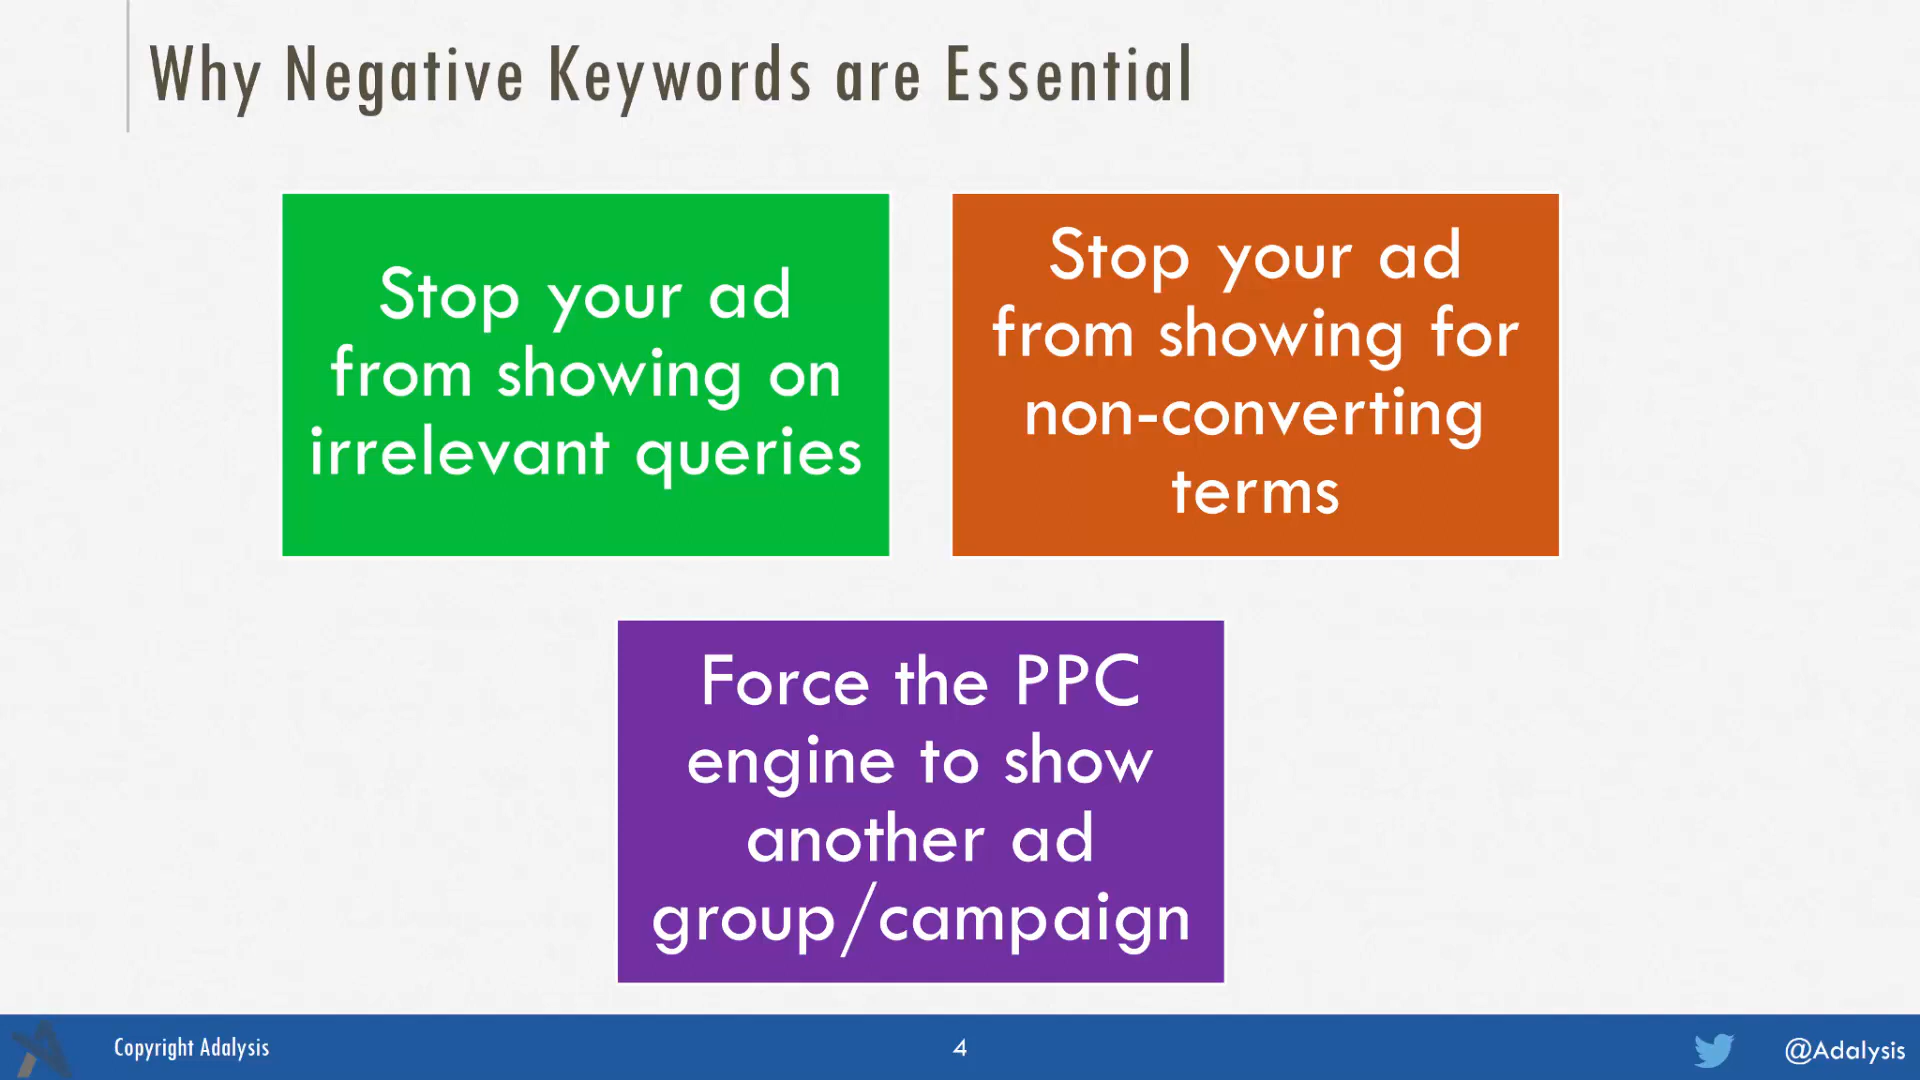 Why Negative Keywords are Essential
Stop your ad
from showing on
irrelevant queries
Stop your ad
from showing for
non-converting
terms
Force the PPC
engine to show
another ad
group/campaign
Copyright Adalysis
4
@Adalysis